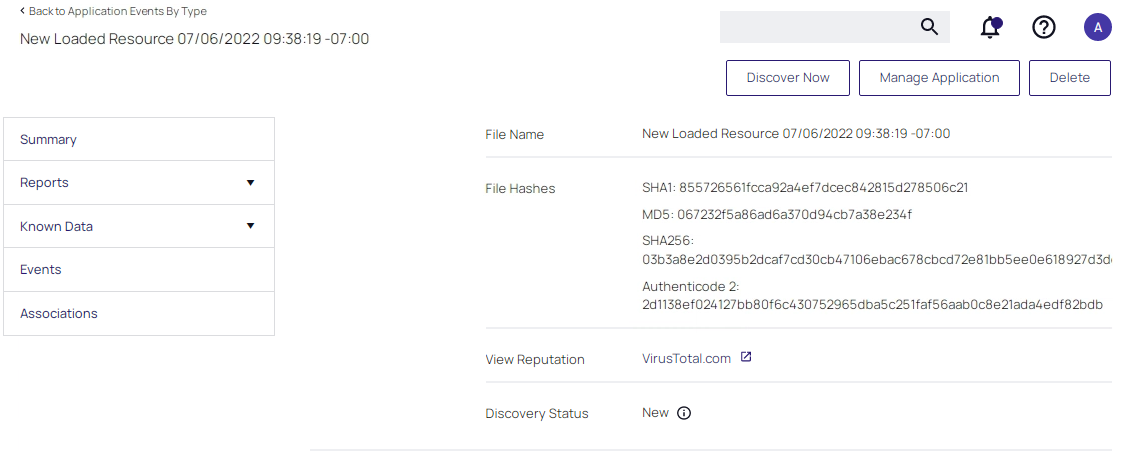 Back to Application Events By Type
New Loaded Resource 07/06/2022 09:38:19 -07:00
A
Discover Now
Manage Application
Delete
Summary
Reports
Known Data
Events
Associations
File Name
New Loaded Resource 07/06/2022 09:38:19 -07:00
File Hashes
SHA1: 855726561fcca92a4ef7dcec842815d278506c21
MD5: 067232f5a86ad6a370d94cb7a38e234f
SHA256:
03b3a8e2d0395b2dcaf7cd30cb47106ebac678cbcd72e81bb5ee0e618927d3d
Authenticode 2:
2d1138ef024127bb80f6c430752965dba5c251faf56aab0c8e21ada4edf82bdb
View Reputation
VirusTotal.com
Discovery Status
New